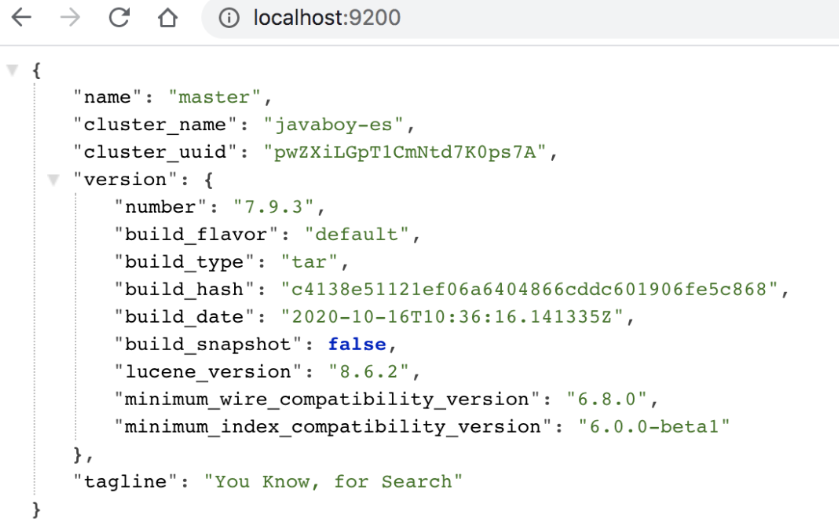 localhost:9200
{
"name": "master",
"cluster_name": "javaboy-es",
"cluster_uuid": "pwZXiLGpT1CmNtd7K0ps7A",
"version": {
"number": "7.9.3",
"build_flavor": "default",
"build_type": "tar",
"build_hash": "c4138e51121ef06a6404866cddc601906fe5c868",
"build_date": "2020-10-16T10:36:16.141335Z",
"build_snapshot": false,
"lucene_version": "8.6.2",
"minimum_wire_compatibility_version": "6.8.0",
"minimum_index_compatibility_version": "6.0.0-beta1"
},
"tagline": "You Know, for Search"
}